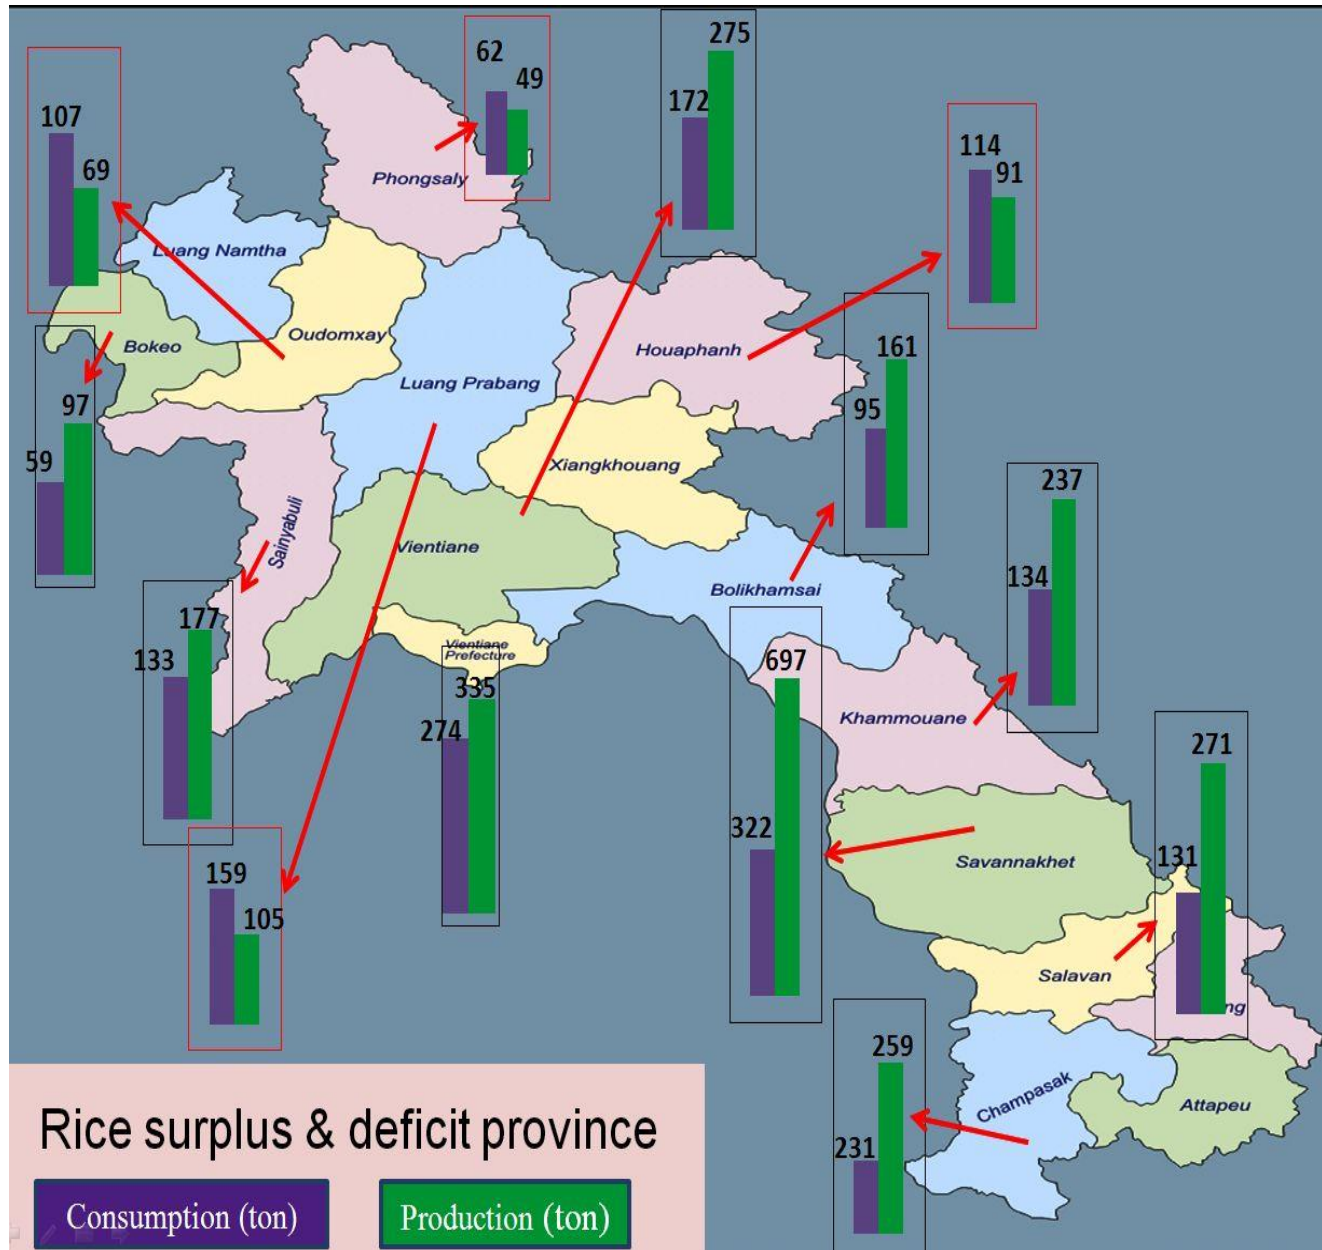 275
62
49
172
107
114
69
91
Phongsaly
Luang Namtha
Oudomxay
Bokeo
Houaphanh
161
Luang Prabang
97
95
59
Xiangkhouang
237
Sainyabuli
Vientiane
134
Bolikhamsai
177
133
Vientiane
Prefecture
697
335
274
Khammouane
271
322
Savannakhet
131
159
105
Salavan
ng
259
Champasak
Attapeu
231
Rice surplus & deficit province
Consumption (ton)
Production (ton)